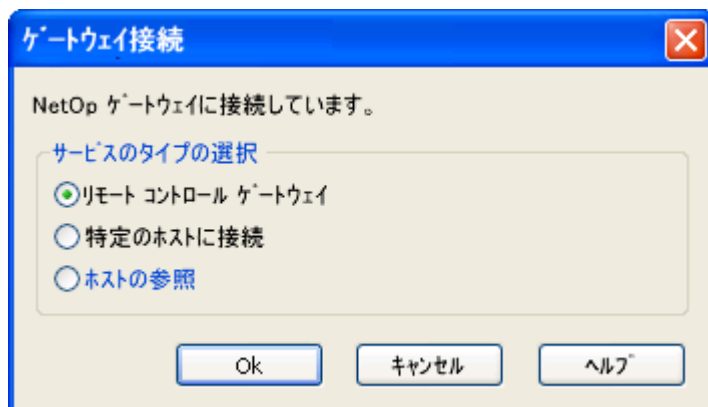 ｹﾞｰﾄｳｪｲ接続
NetOp ｹﾞｰﾄｳｪｲに接続しています。
ｻｰﾋﾞｽのﾀｲﾌﾟの選択
ﾘﾓｰﾄ ｺﾝﾄﾛｰﾙ ｹﾞｰﾄｳｪｲ
特定のﾎｽﾄに接続
ﾎｽﾄの参照
Ok ｷｬﾝｾﾙ ﾍﾙﾌﾟ